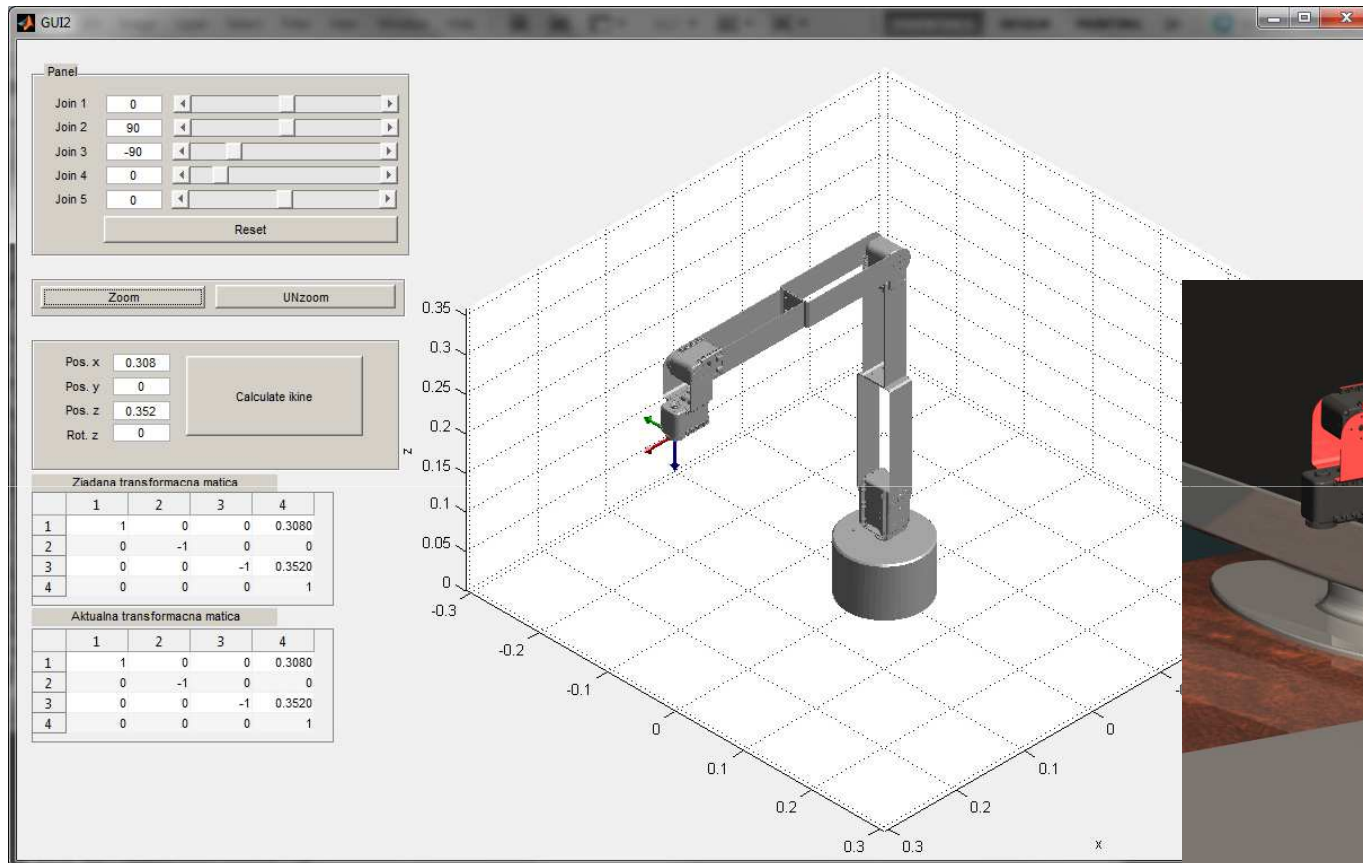 GUI2
Panel
Join 1 0
Join 2 90
Join 3 -90
Join 4 0
Join 5 0
Reset
Zoom UNzoom
Pos. x 0.308
Pos. y 0
Pos. z 0.352
Rot. z 0
Calculate ikine
Ziadana transformacna matica
1 2 3 4
1 1 0 0 0.3080
2 0 -1 0 0
3 0 0 -1 0.3520
4 0 0 0 1
Aktualna transformacna matica
1 2 3 4
1 1 0 0 0.3080
2 0 -1 0 0
3 0 0 -1 0.3520
4 0 0 0 1
0.35
0.3
0.25
0.2
z
0.15
0.1
0.05
0
-0.3
-0.2
-0.1
0
0.1
0.2
0.3
0.3
0.2
0.1
0
x